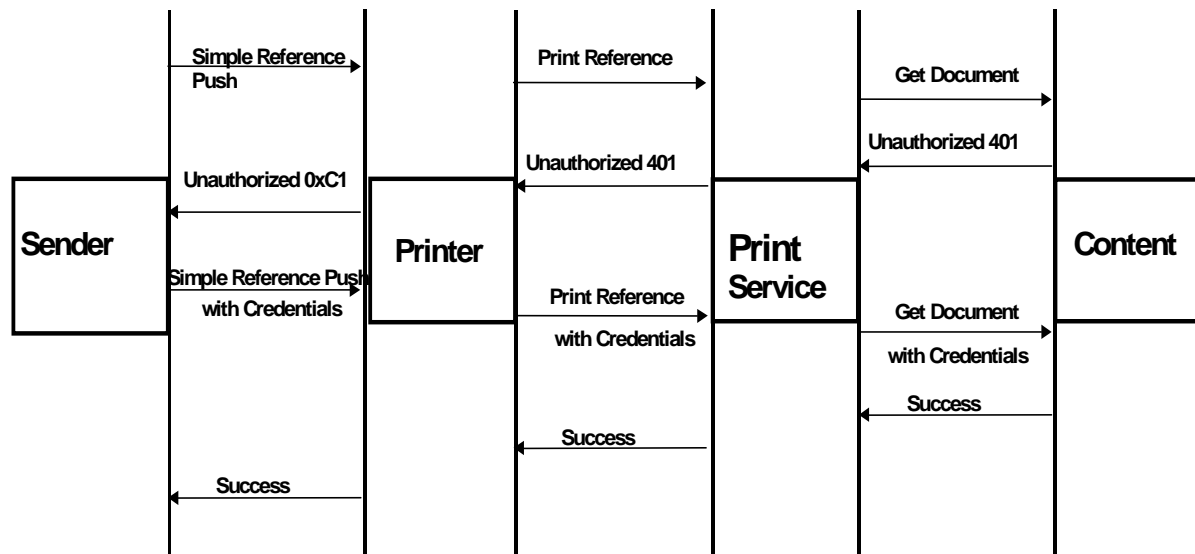 Simple Reference
Push
Print Reference
Get Document
Unauthorized 401
Unauthorized 401
Unauthorized 0xC1
Sender
Printer
Print
Service
Content
Simple Reference Push
with Credentials
Print Reference
with Credentials
Get Document
with Credentials
Success
Success
Success